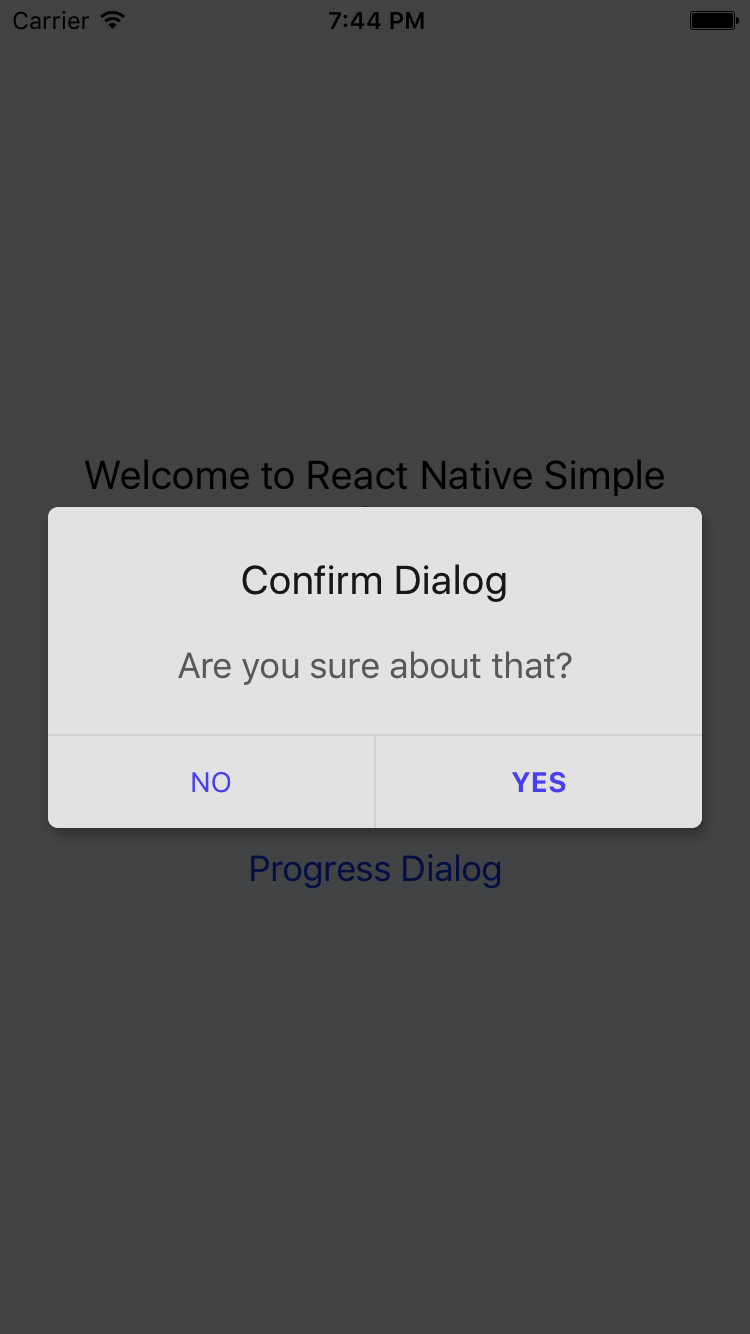 Carrier 7:44 PM
Welcome to React Native Simple
Confirm Dialog
Are you sure about that?
NO YES
Progress Dialog